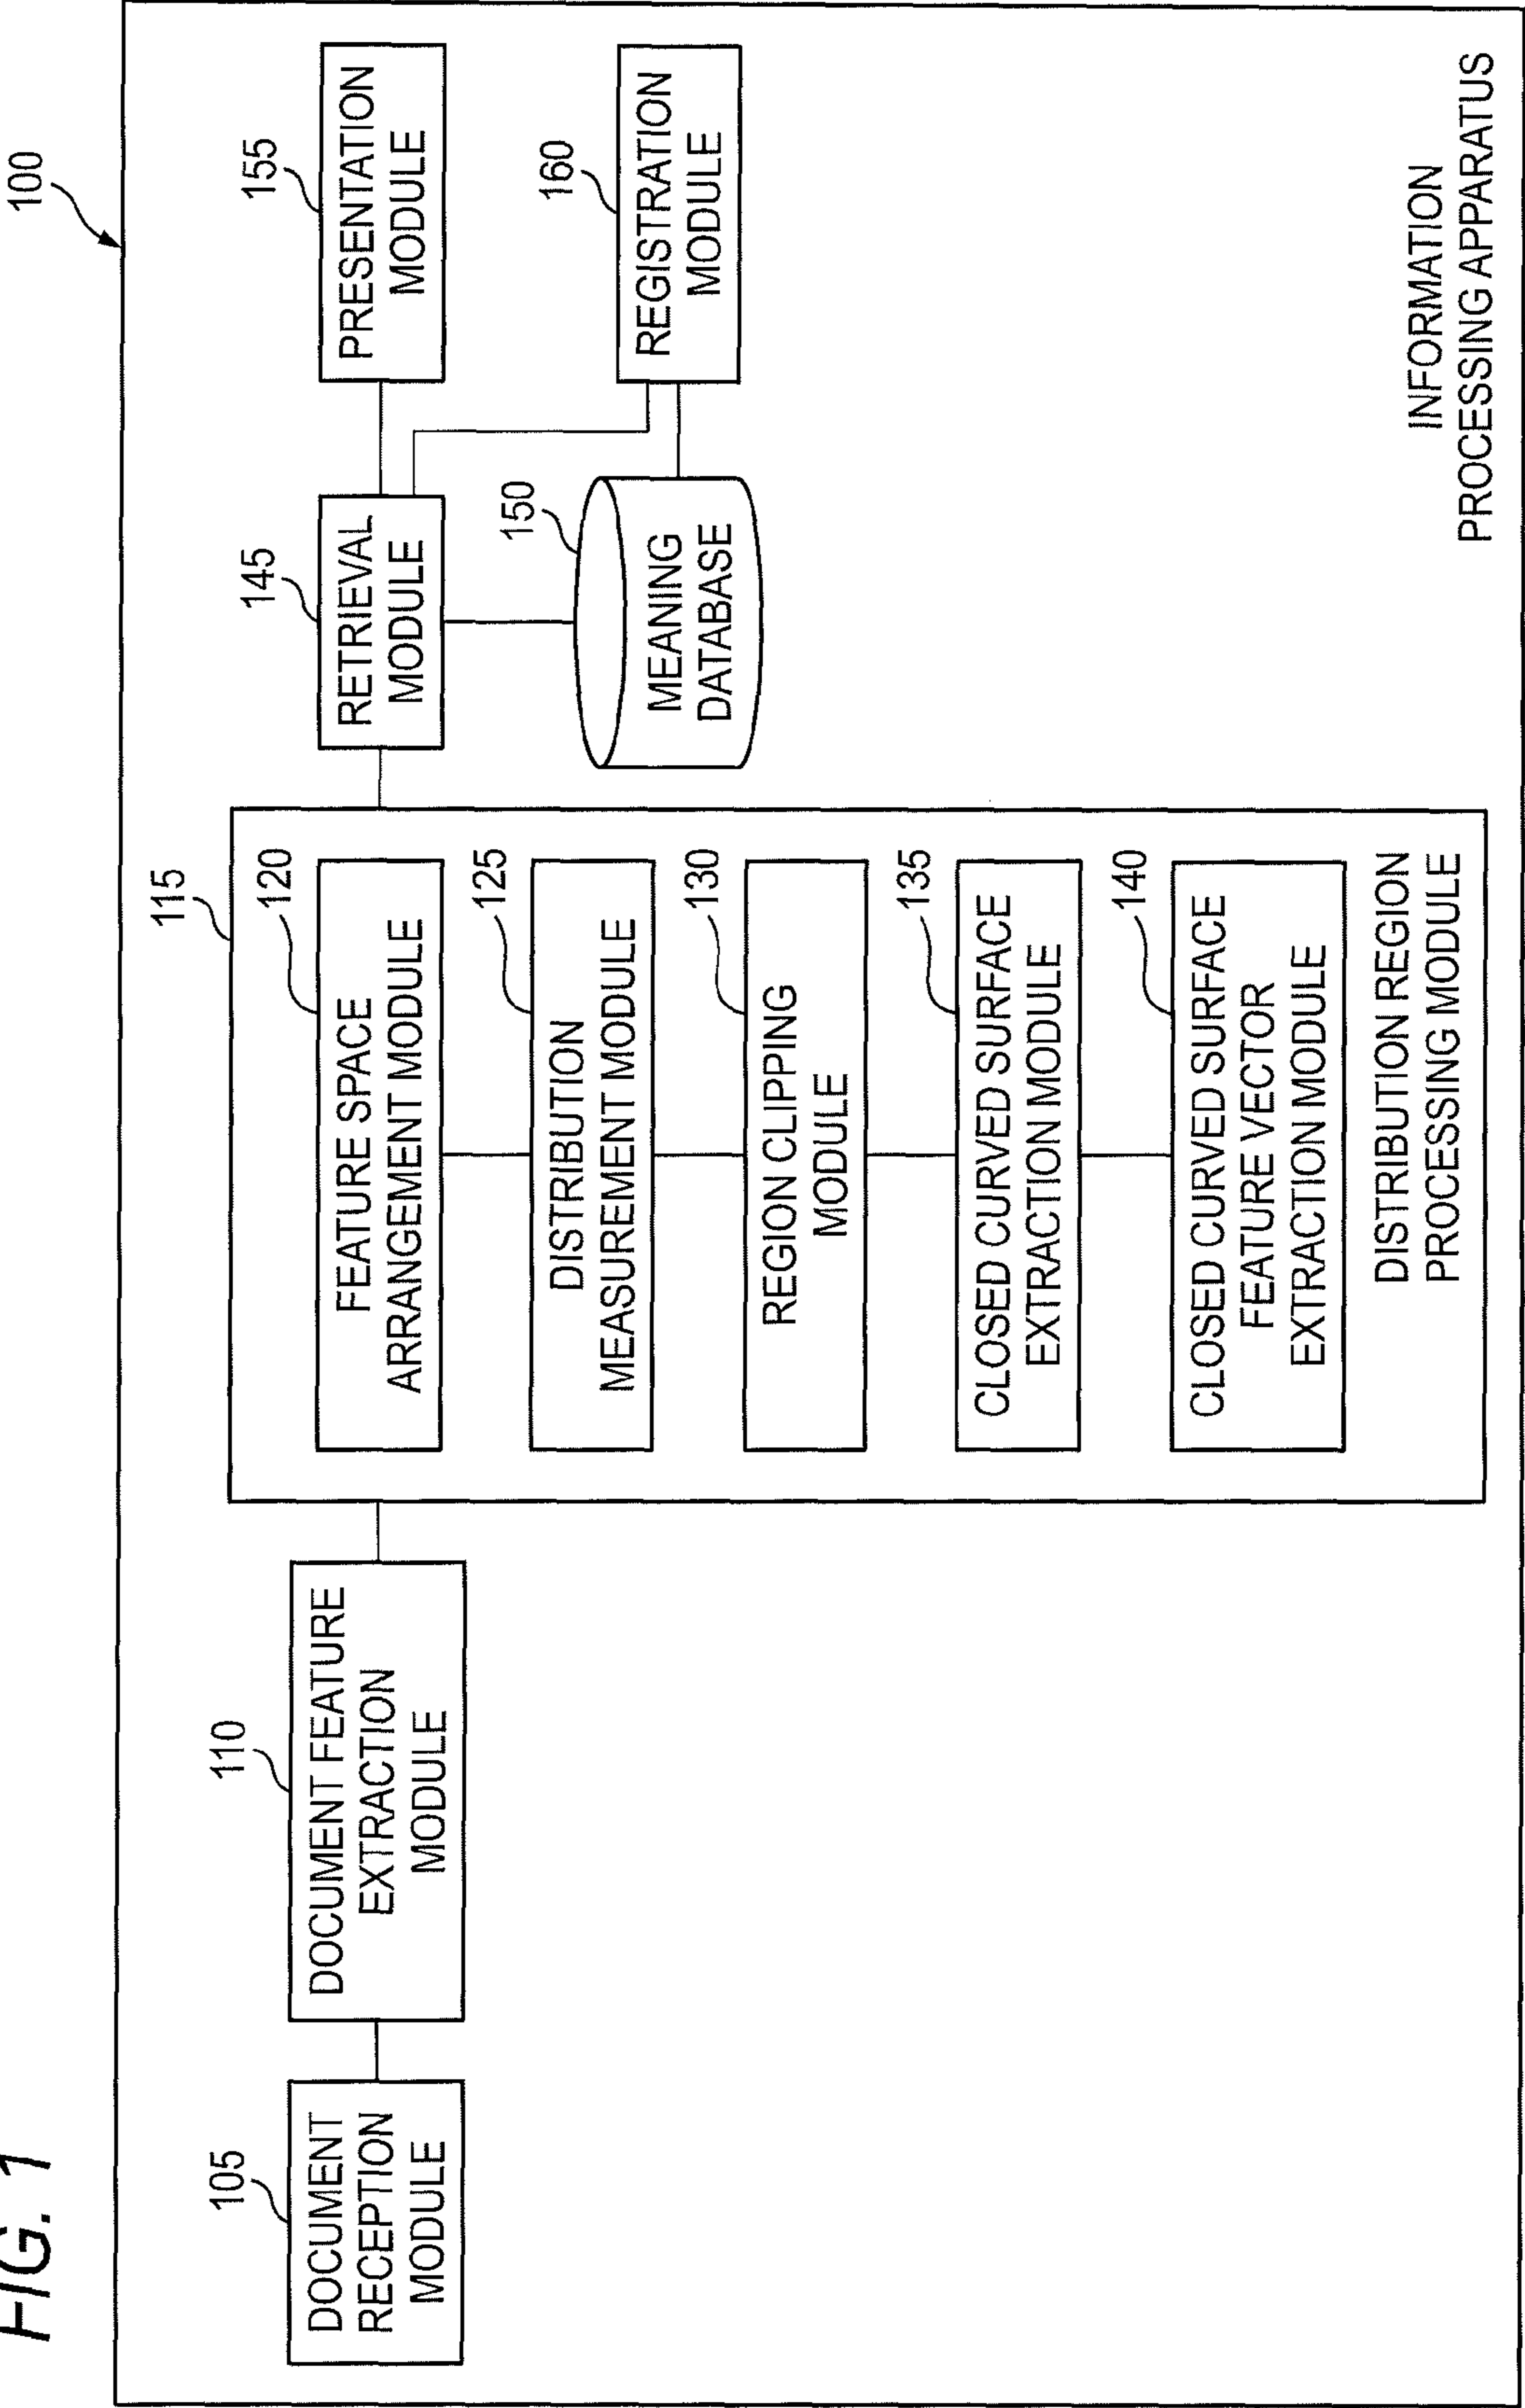 FIG. 1
100
105
DOCUMENT
RECEPTION
MODULE
110
DOCUMENT FEATURE
EXTRACTION
MODULE
115
120
FEATURE SPACE
ARRANGEMENT MODULE
125
DISTRIBUTION
MEASUREMENT MODULE
130
REGION CLIPPING
MODULE
135
CLOSED CURVED SURFACE
EXTRACTION MODULE
140
CLOSED CURVED SURFACE
FEATURE VECTOR
EXTRACTION MODULE
DISTRIBUTION REGION
PROCESSING MODULE
145
RETRIEVAL
MODULE
150
MEANING
DATABASE
155
PRESENTATION
MODULE
160
REGISTRATION
MODULE
INFORMATION
PROCESSING APPARATUS